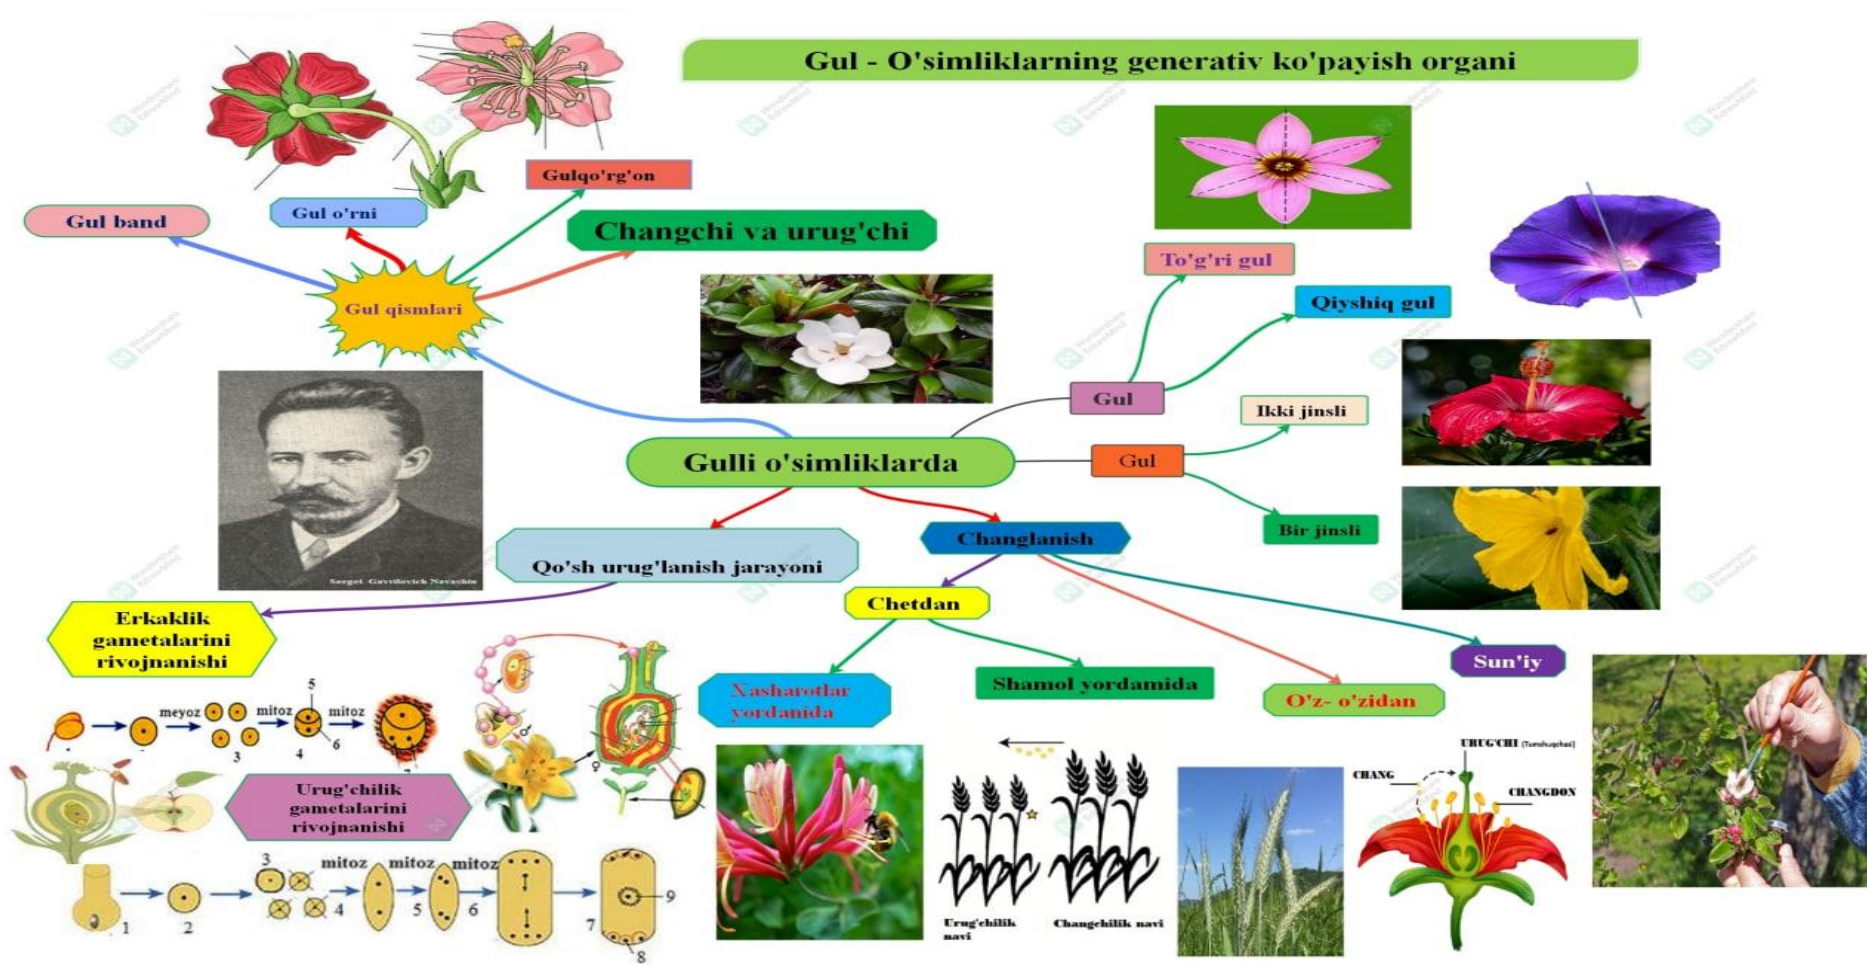 Gul - O'simliklarning generativ ko'payish organi
Gulqo'rg'on
Gul band
Gul o'rni
Changchi va urug'chi
Gul qismlari
To'g'ri gul
Qiyshiq gul
Gul
Ikki jinsli
Gul
Bir jinsli
Gulli o'simliklarda
Sergei Gavrilovich Navashin
Qo'sh urug'lanish jarayoni
Changlanish
Chetdan
Erkaklik
gametalarini
rivojnanishi
Sun'iy
Xasharotlar
yordanida
Shamol yordamida
O'z- o'zidan
meyoz
mitoz
mitoz
5
3
4
6
♂
♀
Urug'chilik
gametalarini
rivojnanishi
URUG'CHI (Tumshuqchasi)
CHANG
CHANGDON
3
mitoz
mitoz
mitoz
1
2
4
5
6
7
8
9
Urug'chilik
navi
Changchilik navi
Wondershare
EdrawMind